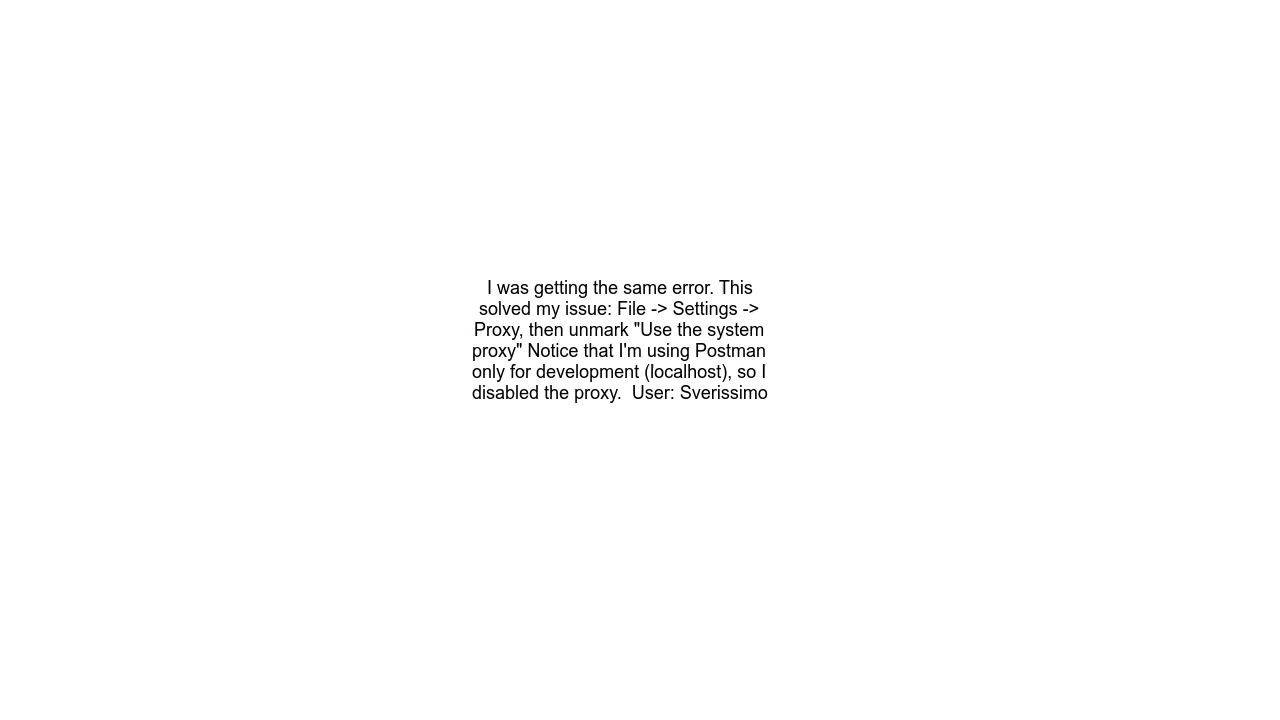 I was getting the same error. This
solved my issue: File -> Settings ->
Proxy, then unmark "Use the system
proxy" Notice that I'm using Postman
only for development (localhost), so I
disabled the proxy.  User: Sverissimo